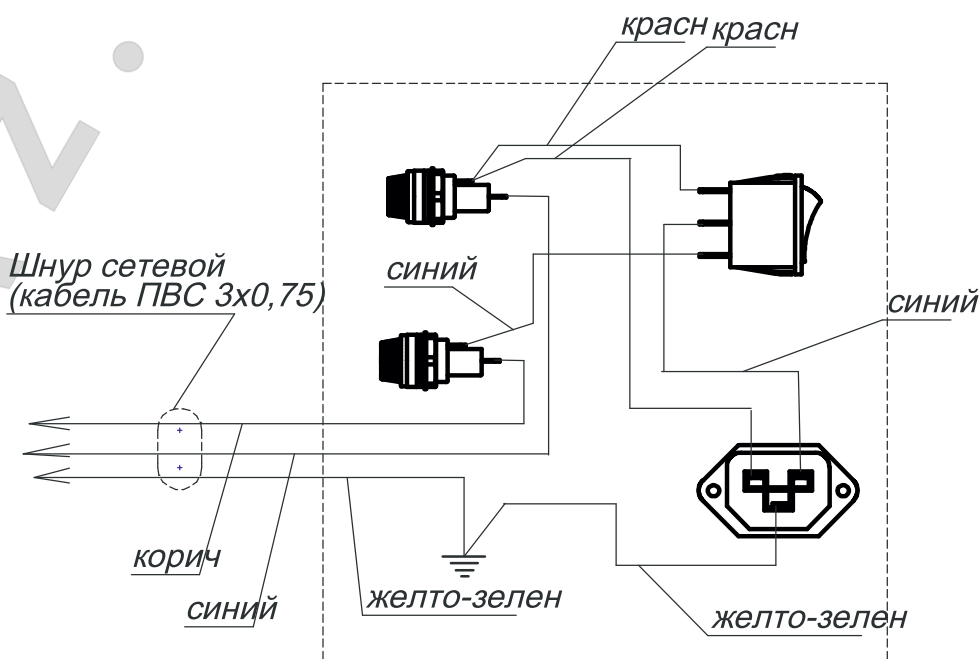 красн красн
Шнур сетевой
(кабель ПВС 3х0,75)
синий
синий
корич
синий
желто-зелен
желто-зелен